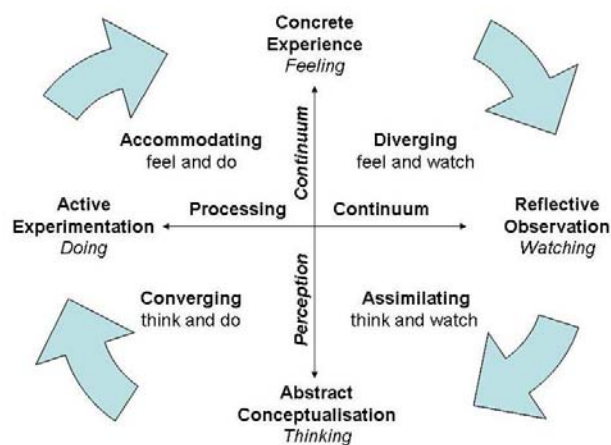 Concrete
Experience
Feeling
Accommodating
feel and do
Continuum
Diverging
feel and watch
Active
Experimentation
Doing
Processing
Continuum
Reflective
Observation
Watching
Converging
think and do
Perception
Assimilating
think and watch
Abstract
Conceptualisation
Thinking